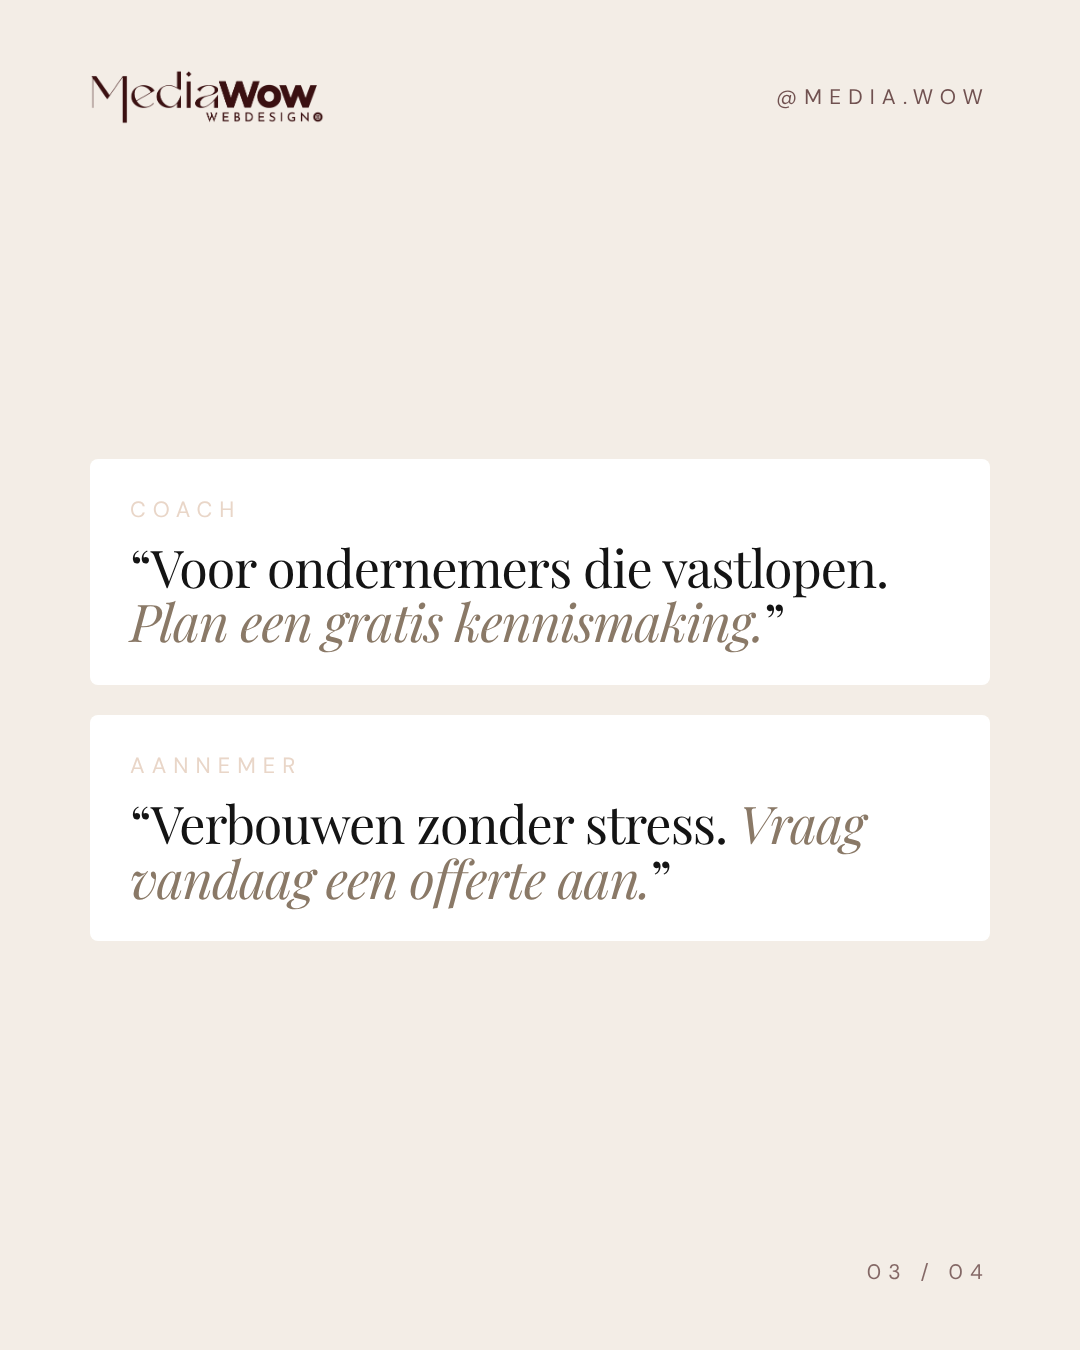 MediaWow
WEBDESIGN
@MEDIA.WOW
COACH
“Voor ondernemers die vastlopen.
Plan een gratis kennismaking.”
AANNEMER
“Verbouwen zonder stress. Vraag
vandaag een offerte aan.”
03 / 04